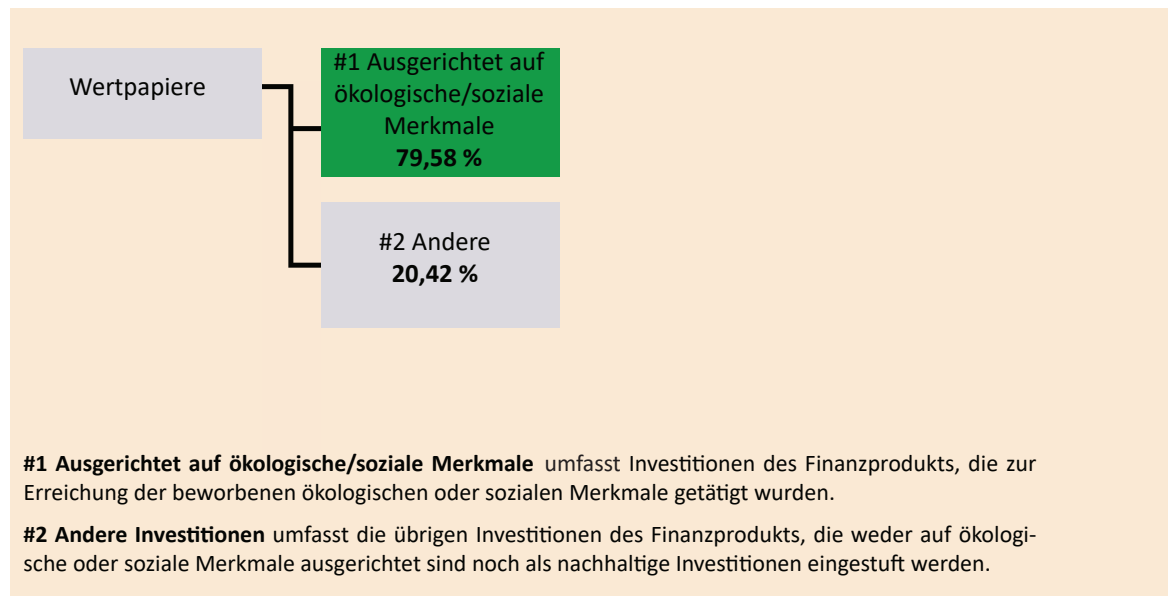 Wertpapiere
#1 Ausgerichtet auf
ökologische/soziale
Merkmale
79,58 %
#2 Andere
20,42 %
#1 Ausgerichtet auf ökologische/soziale Merkmale umfasst Investitionen des Finanzprodukts, die zur
Erreichung der beworbenen ökologischen oder sozialen Merkmale getätigt wurden.
#2 Andere Investitionen umfasst die übrigen Investitionen des Finanzprodukts, die weder auf ökologi-
sche oder soziale Merkmale ausgerichtet sind noch als nachhaltige Investitionen eingestuft werden.